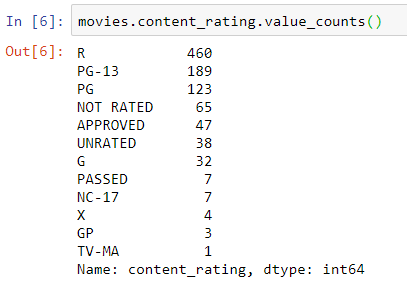 In [6]: movies.content_rating.value_counts()
Out[6]: R 460
PG-13 189
PG 123
NOT RATED 65
APPROVED 47
UNRATED 38
G 32
PASSED 7
NC-17 7
X 4
GP 3
TV-MA 1
Name: content_rating, dtype: int64